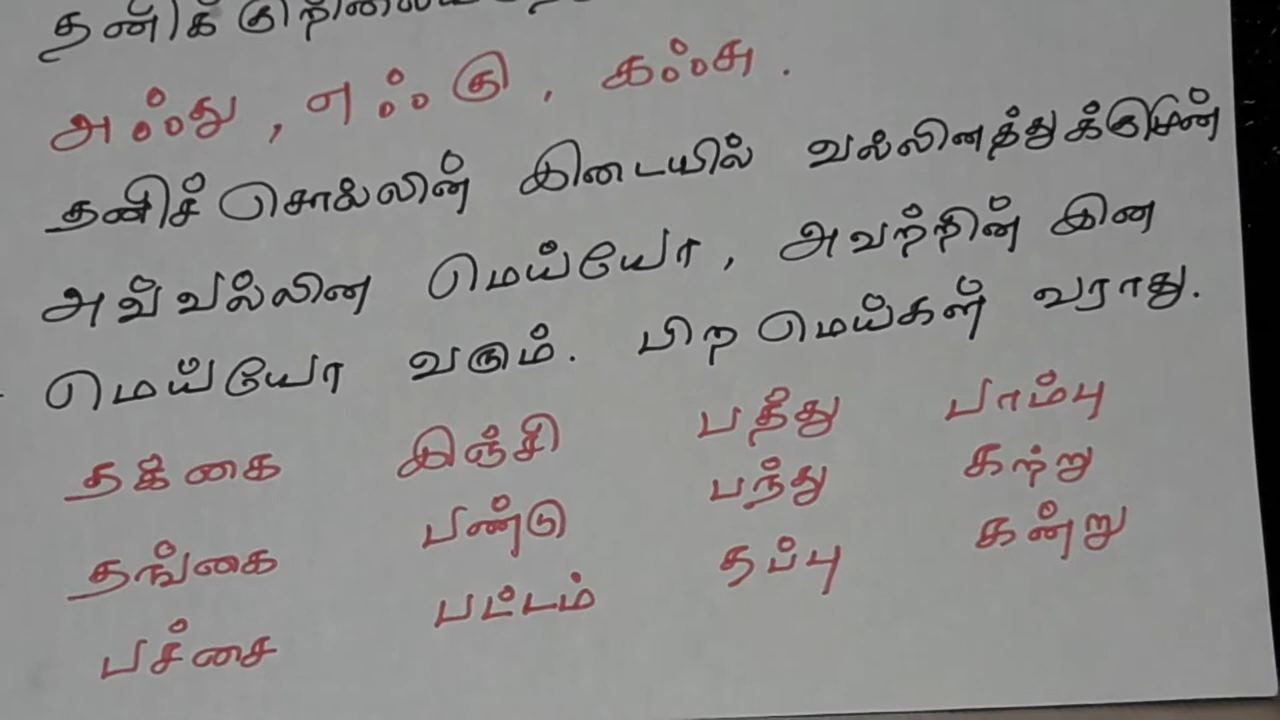 அஃது , எஃகு , கஃசு .
தனிச் சொல்லின் இடையில் வல்லினத்துக்குமுன்
அவ்வல்லின மெய்யோ , அவற்றின் இன
மெய்யோ வரும். பிற மெய்கள் வராது.
தக்கை இஞ்சி பத்து பாம்பு
தங்கை பண்டு பந்து கற்று
பச்சை பட்டம் தப்பு கன்று